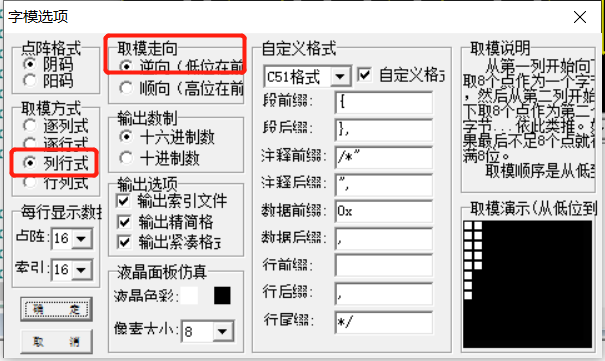 字模选项
点阵格式
阴码
阳码
取模方式
逐列式
逐行式
列行式
行列式
每行显示数据
点阵: 16
索引: 16
确 定
取 消
取模走向
逆向(低位在前
顺向(高位在前
输出数制
十六进制数
十进制数
输出选项
输出索引文件
输出精简格
输出紧凑格式
液晶面板仿真
液晶色彩:
像素大小: 8
自定义格式
C51格式 自定义格式
段前缀: {
段后缀: },
注释前缀: /*"
注释后缀: ",
数据前缀: 0x
数据后缀: ,
行前缀:
行后缀: ,
行尾缀: */
取模说明
从第一列开始向下
取8个点作为一个字
,然后从第二列开始
下取8个点作为第二个
字节...依此类推。如
果最后不足8个点就补
满8位。
取模顺序是从低到
取模演示(从低位到